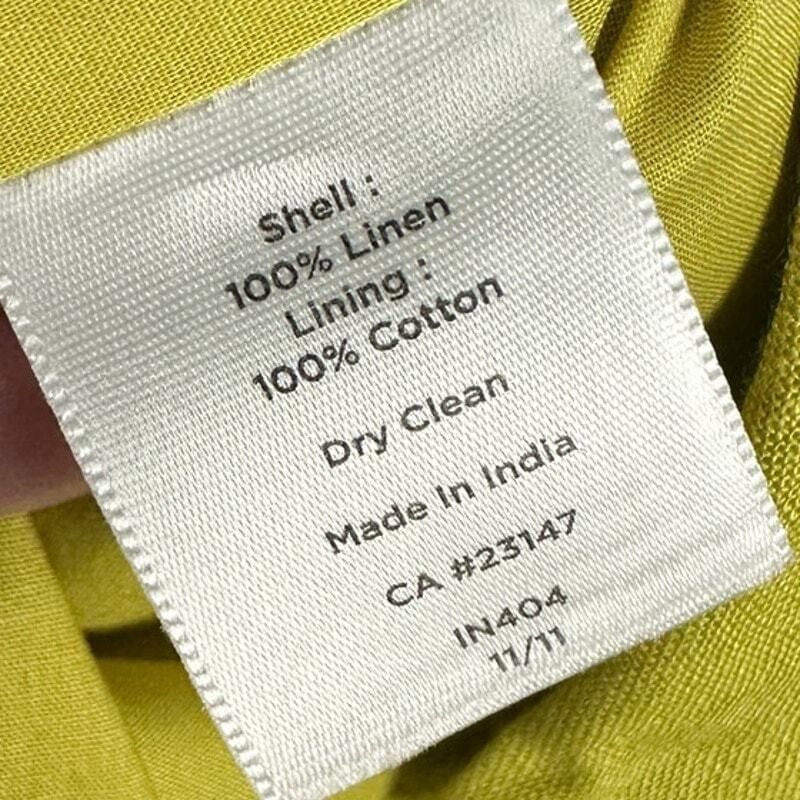 Shell :
100% Linen
Lining :
100% Cotton
Dry Clean
Made In India
CA #23147
IN404
11/11